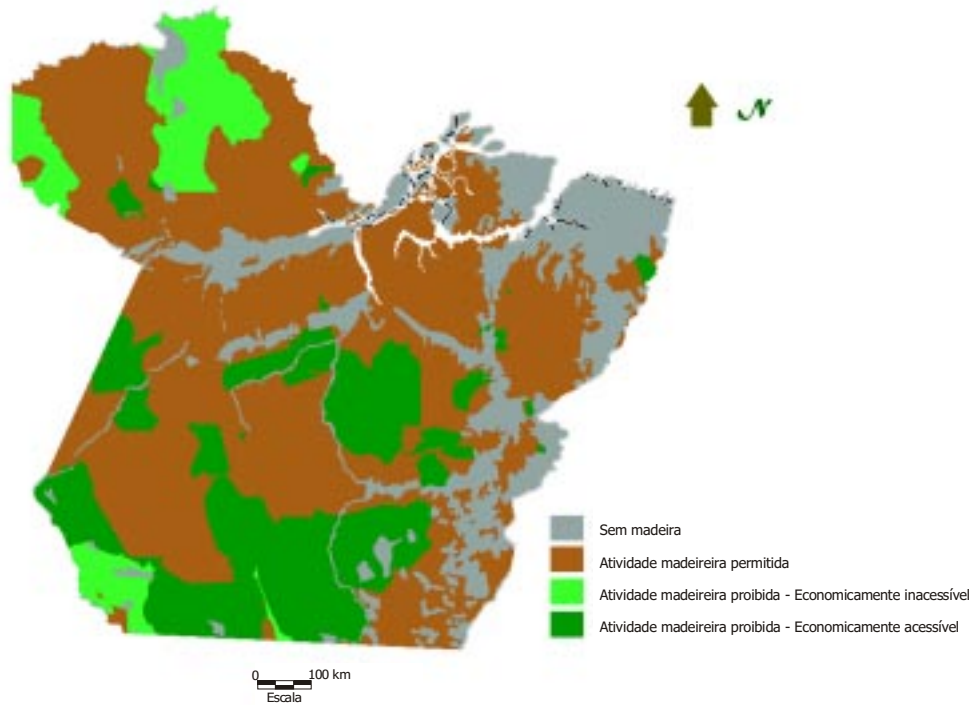 N
Sem madeira
Atividade madeireira permitida
Atividade madeireira proibida - Economicamente inacessível
Atividade madeireira proibida - Economicamente acessível
0 100 km
Escala